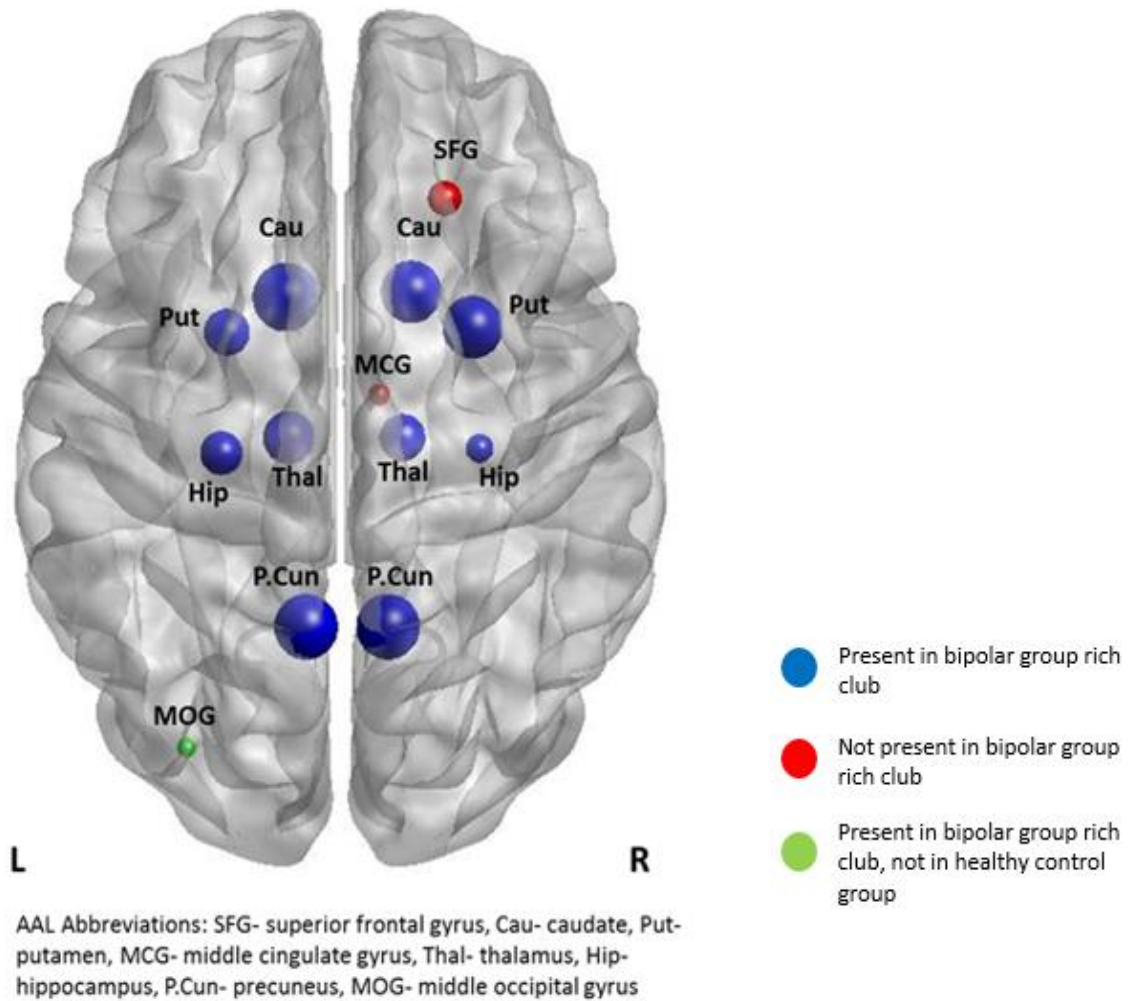 SFG
Cau
Cau
Put
Put
MCG
Hip
Thal
Thal
Hip
P.Cun
P.Cun
MOG
L
R
Present in bipolar group rich
club
Not present in bipolar group
rich club
Present in bipolar group rich
club, not in healthy control
group
AAL Abbreviations: SFG- superior frontal gyrus, Cau- caudate, Put-
putamen, MCG- middle cingulate gyrus, Thal- thalamus, Hip-
hippocampus, P.Cun- precuneus, MOG- middle occipital gyrus